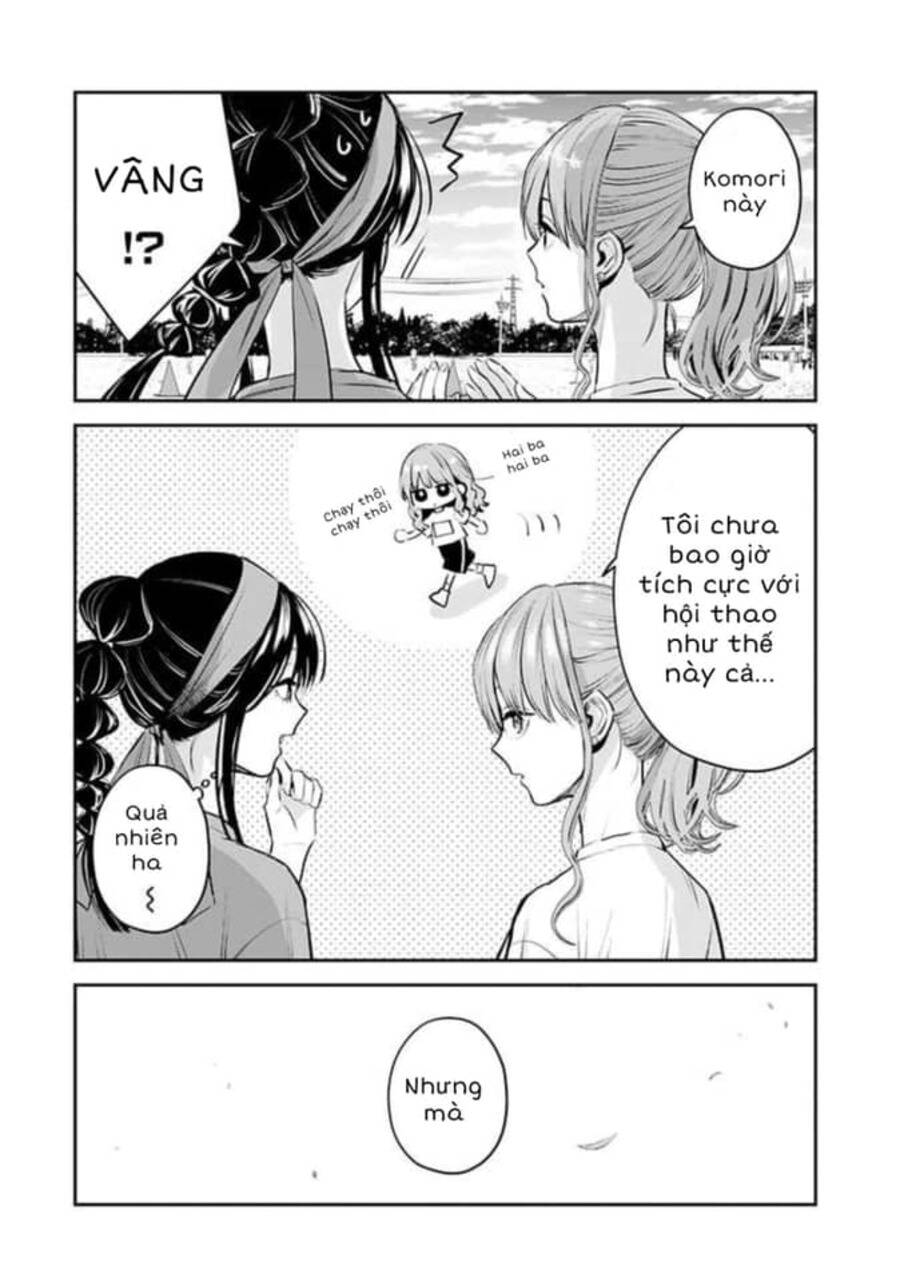 Komori
này
VÂNG
!?
Tôi chưa
bao giờ
tích cực với
hội thao
như thế
này cả...
Hai ba
hai ba
Chạy thôi
chạy thôi
Quả
nhiên
ha
Nhưng
mà